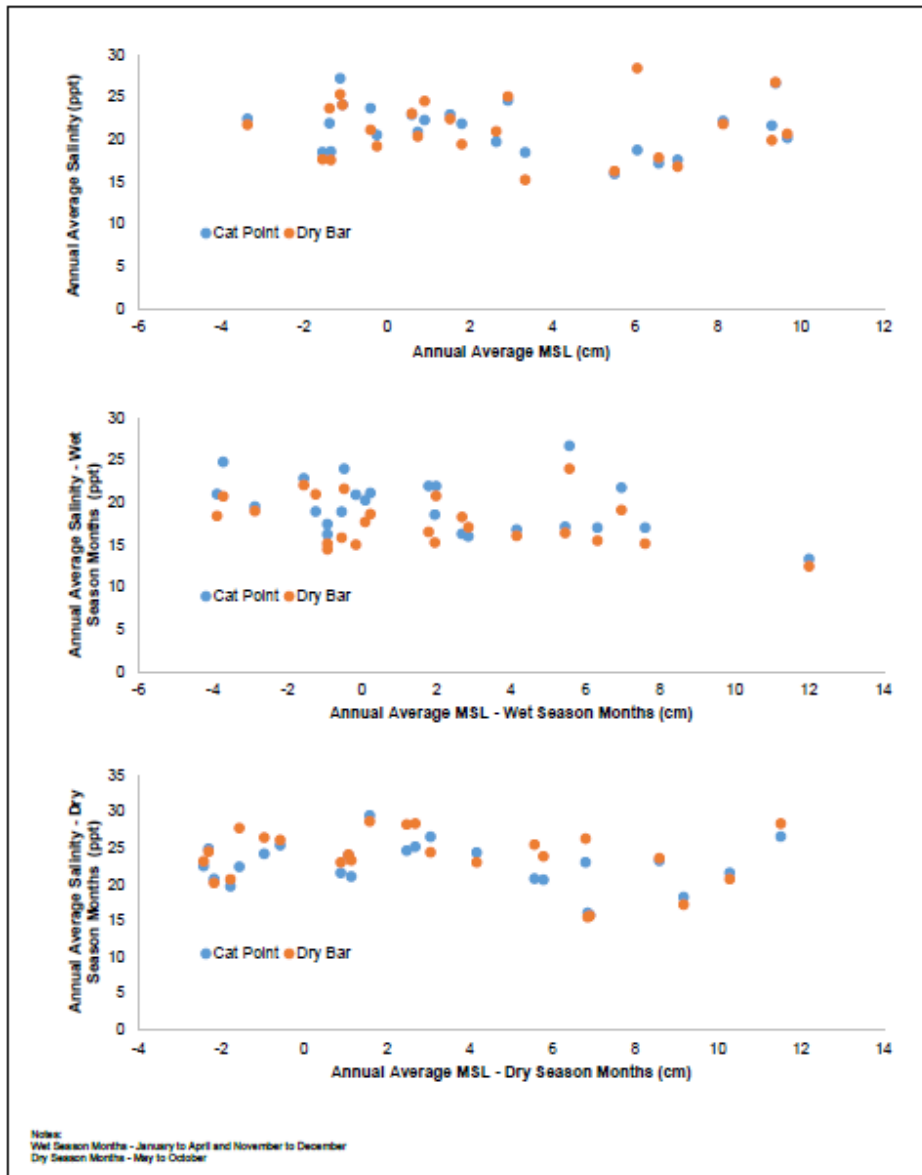 Annual Average Salinity (ppt)
30
25
20
15
10
5
0
Cat Point Dry Bar
-6 -4 -2 0 2 4 6 8 10 12
Annual Average MSL (cm)
Annual Average Salinity - Wet
Season Months (ppt)
30
25
20
15
10
5
0
Cat Point Dry Bar
-6 -4 -2 0 2 4 6 8 10 12 14
Annual Average MSL - Wet Season Months (cm)
Annual Average Salinity - Dry
Season Months (ppt)
35
30
25
20
15
10
5
0
Cat Point Dry Bar
-4 -2 0 2 4 6 8 10 12 14
Annual Average MSL - Dry Season Months (cm)
Notes:
Wet Season Months - January to April and November to December
Dry Season Months - May to October